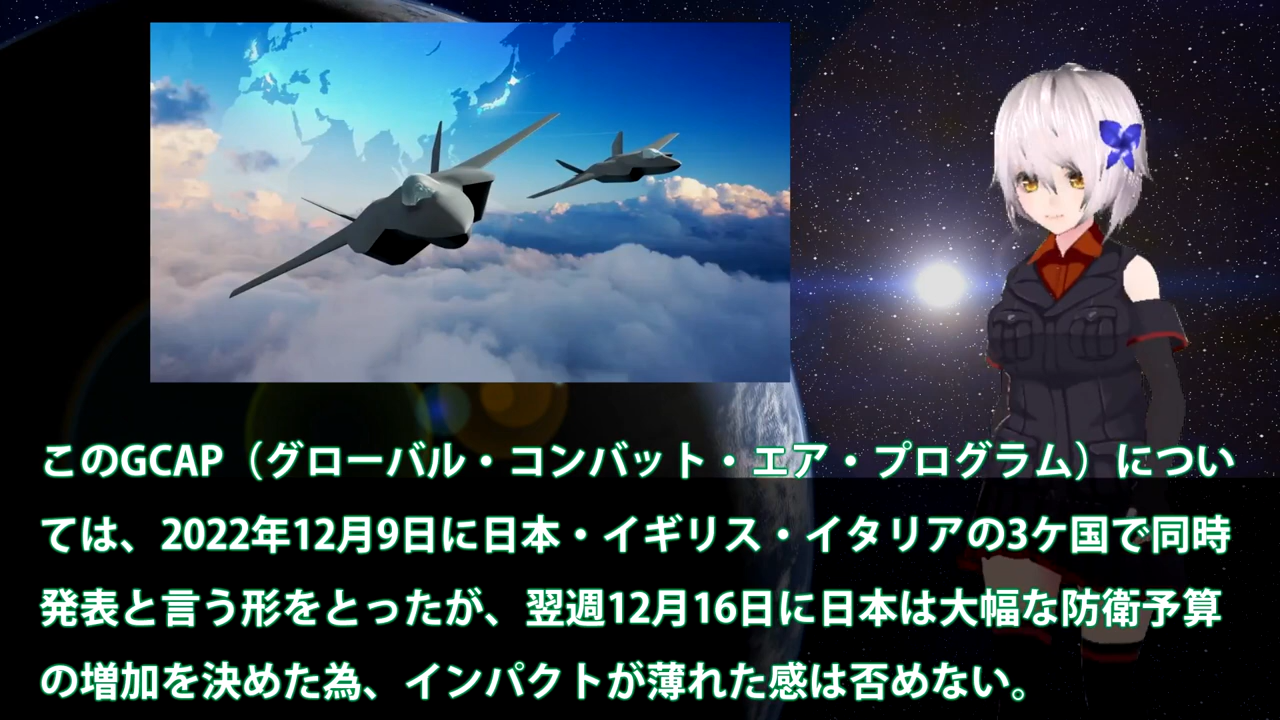 このGCAP（グローバル・コンバット・エア・プログラム）につい
ては、2022年12月9日に日本・イギリス・イタリアの3ケ国で同時
発表と言う形をとったが、翌週12月16日に日本は大幅な防衛予算
の増加を決めた為、インパクトが薄れた感は否めない。